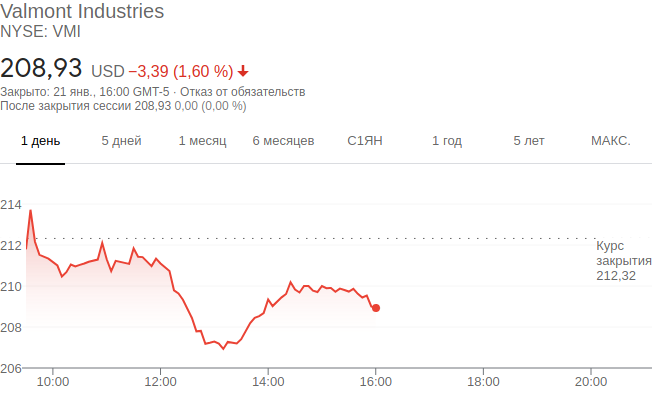 Valmont Industries
NYSE: VMI
208,93 USD −3,39 (1,60 %)
Закрыто: 21 янв., 16:00 GMT-5 · Отказ от обязательств
После закрытия сессии 208,93 0,00 (0,00 %)
1 день 5 дней 1 месяц 6 месяцев С1ЯН 1 год 5 лет МАКС.
214
212
210
208
206
Курс
закрытия
212,32
10:00 12:00 14:00 16:00 18:00 20:00